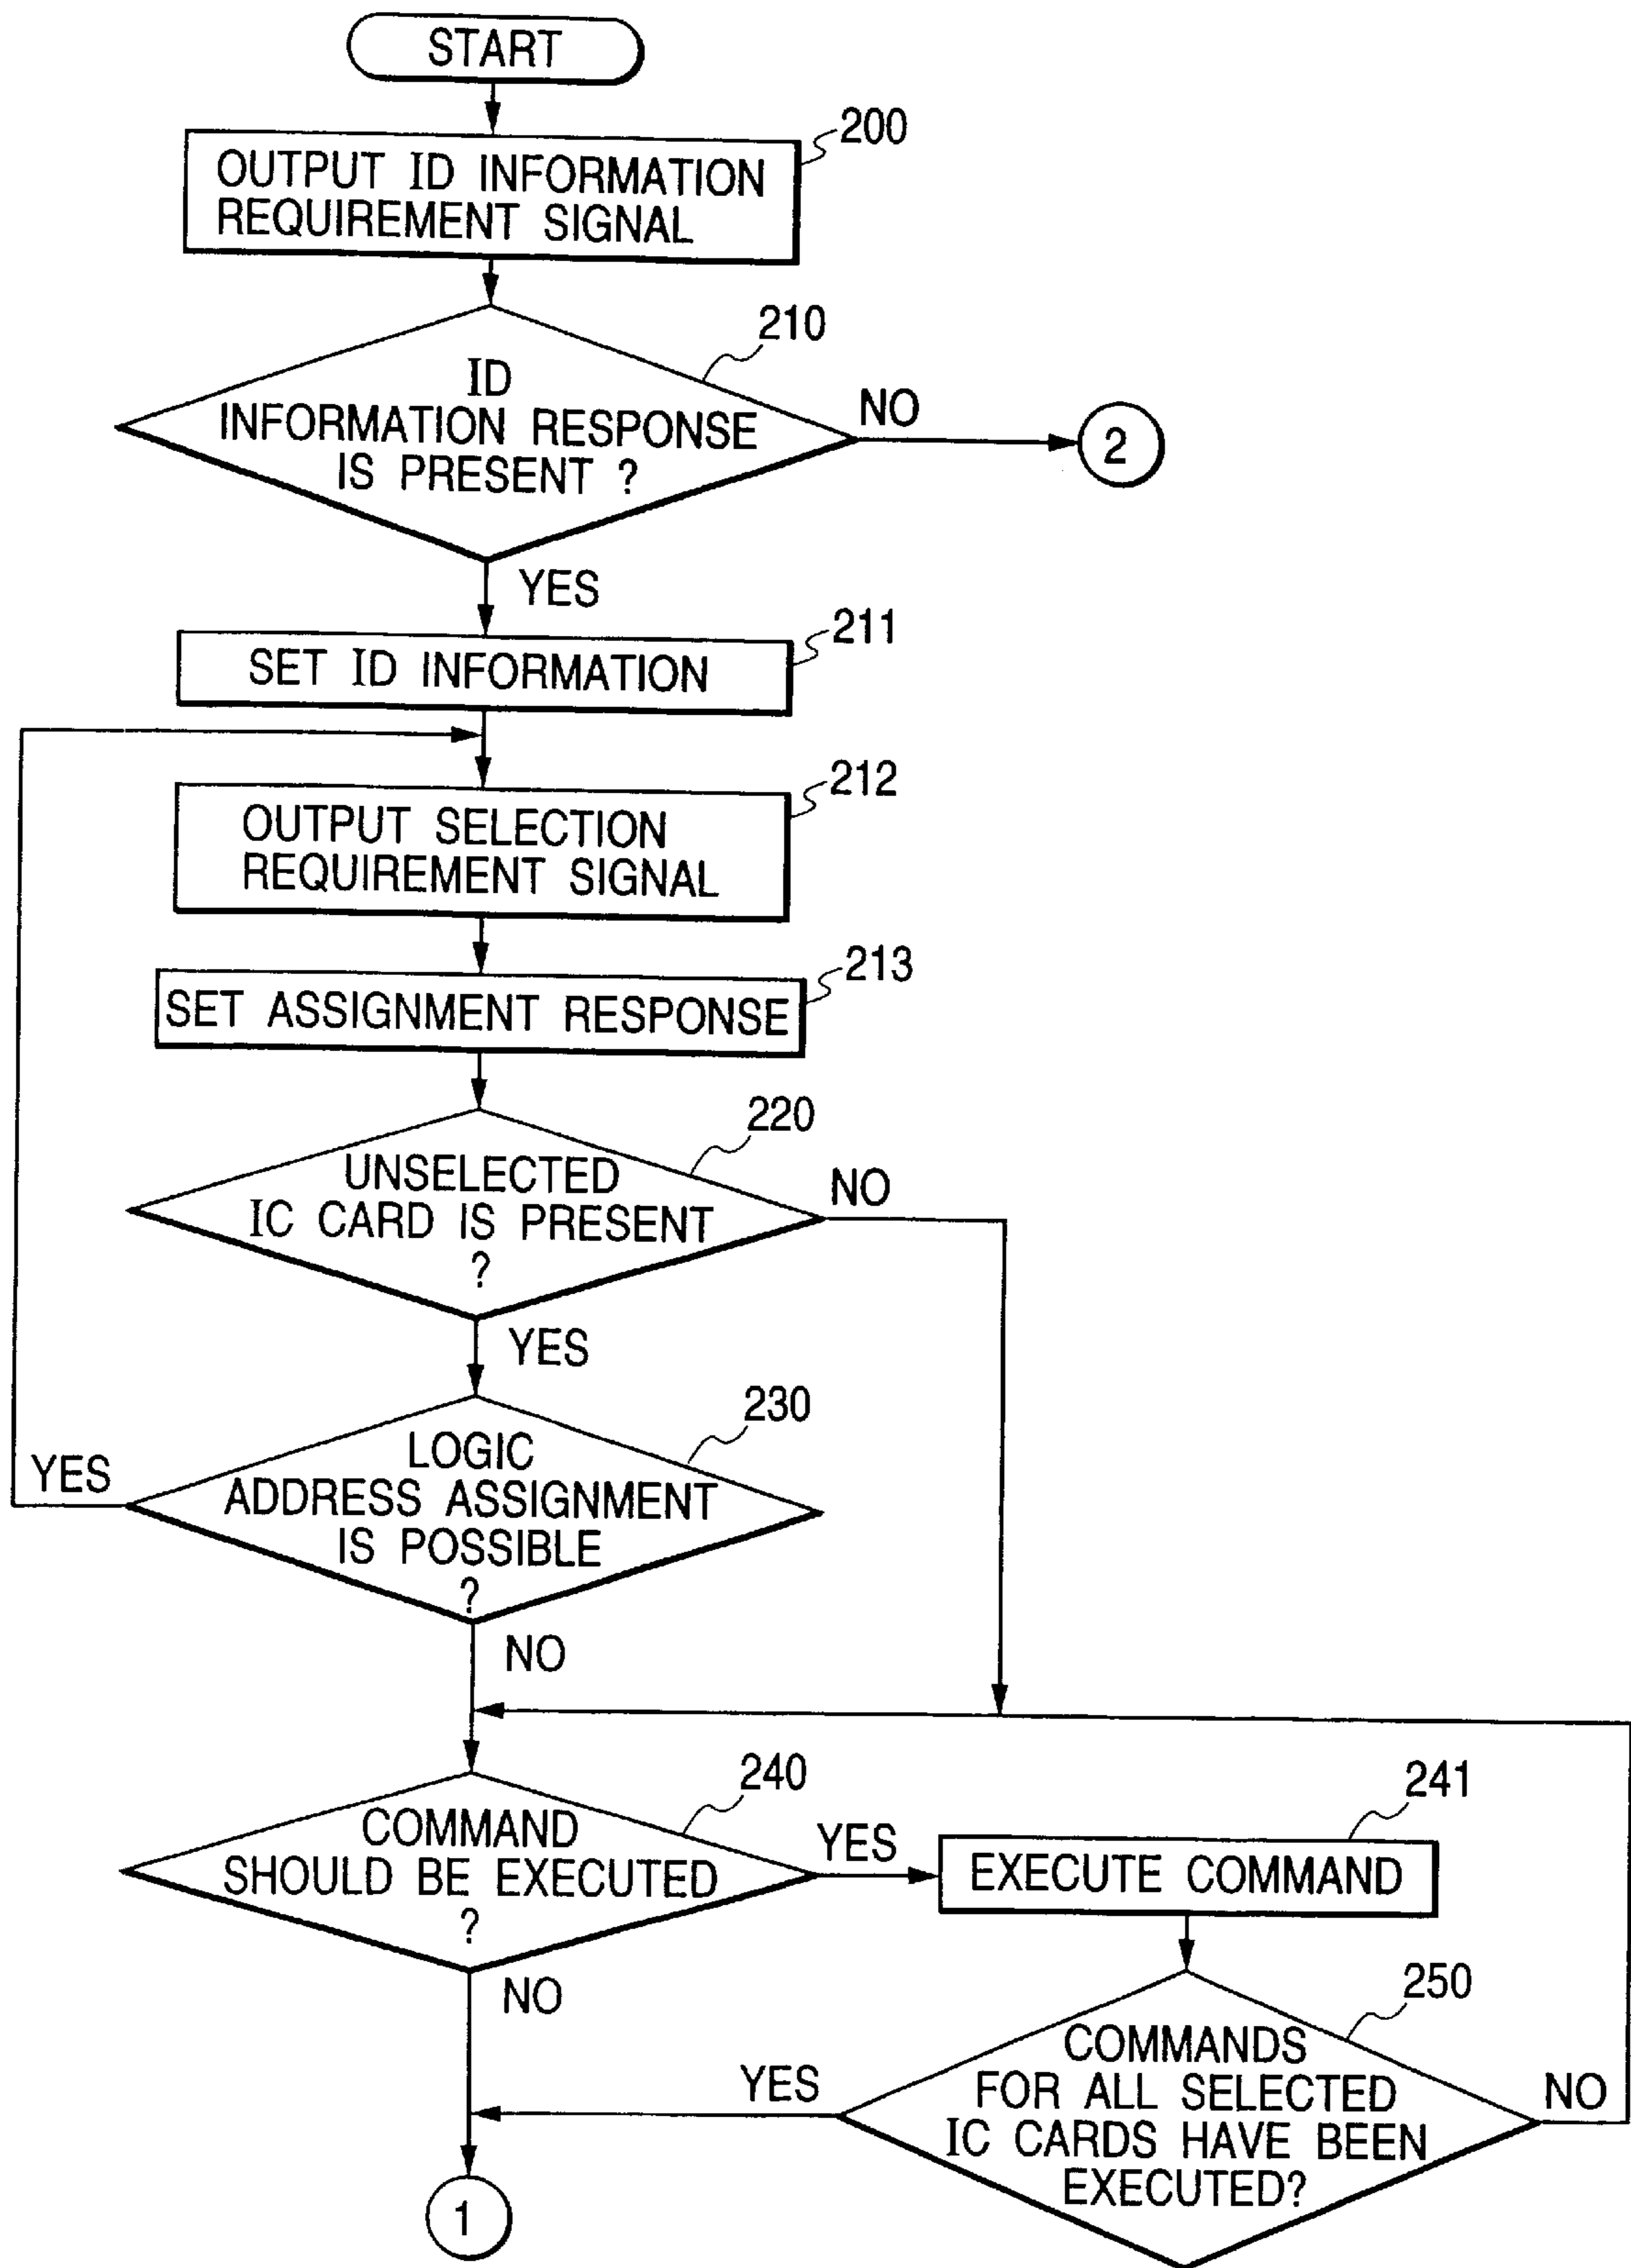 START
200
OUTPUT ID INFORMATION
REQUIREMENT SIGNAL
210
ID
INFORMATION RESPONSE
IS PRESENT ?
NO
2
YES
211
SET ID INFORMATION
212
OUTPUT SELECTION
REQUIREMENT SIGNAL
213
SET ASSIGNMENT RESPONSE
220
UNSELECTED
IC CARD IS PRESENT
?
NO
YES
230
LOGIC
ADDRESS ASSIGNMENT
IS POSSIBLE
?
YES
NO
240
COMMAND
SHOULD BE EXECUTED
?
YES
241
EXECUTE COMMAND
NO
250
COMMANDS
FOR ALL SELECTED
IC CARDS HAVE BEEN
EXECUTED?
YES
NO
1